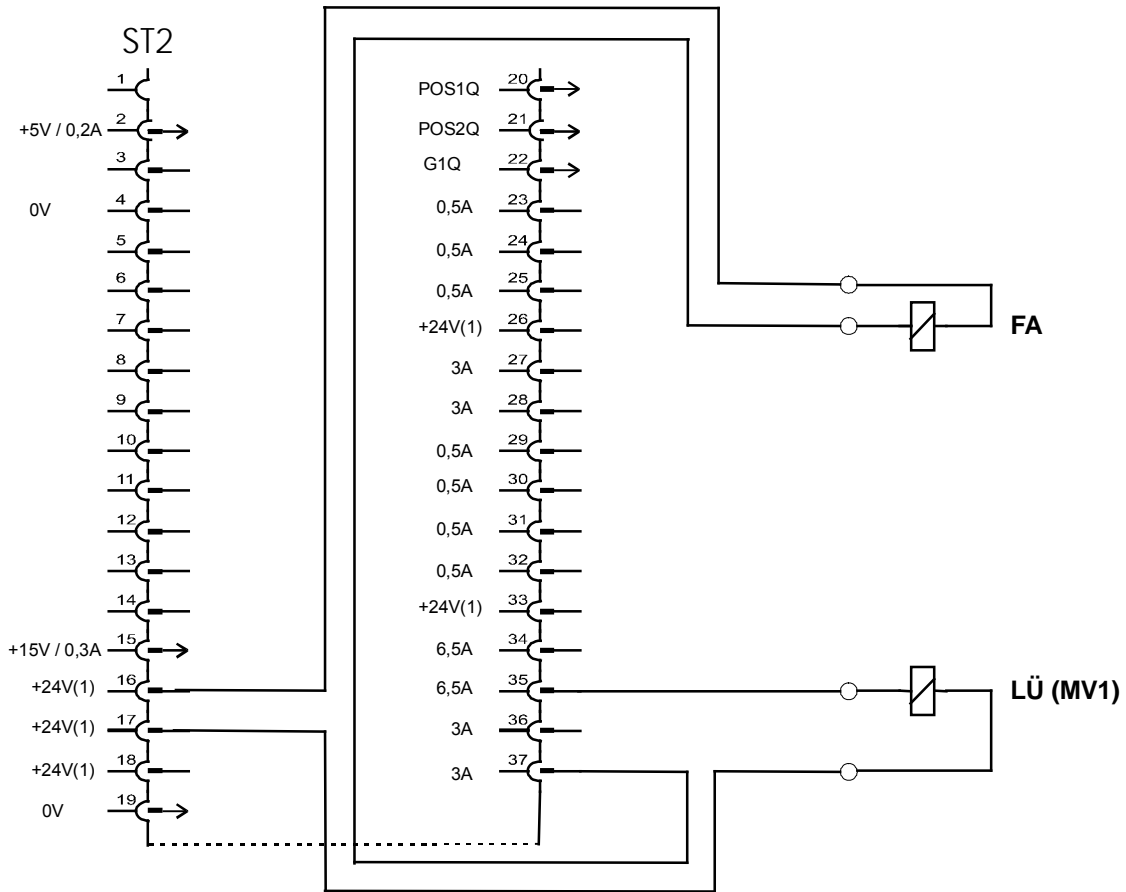 ST2
1
+5V / 0,2A 2
3
0V 4
5
6
7
8
9
10
11
12
13
14
+15V / 0,3A 15
+24V(1) 16
+24V(1) 17
+24V(1) 18
0V 19
POS1Q 20
POS2Q 21
G1Q 22
0,5A 23
0,5A 24
0,5A 25
+24V(1) 26
3A 27
3A 28
0,5A 29
0,5A 30
0,5A 31
0,5A 32
+24V(1) 33
6,5A 34
6,5A 35
3A 36
3A 37
FA
LÜ (MV1)